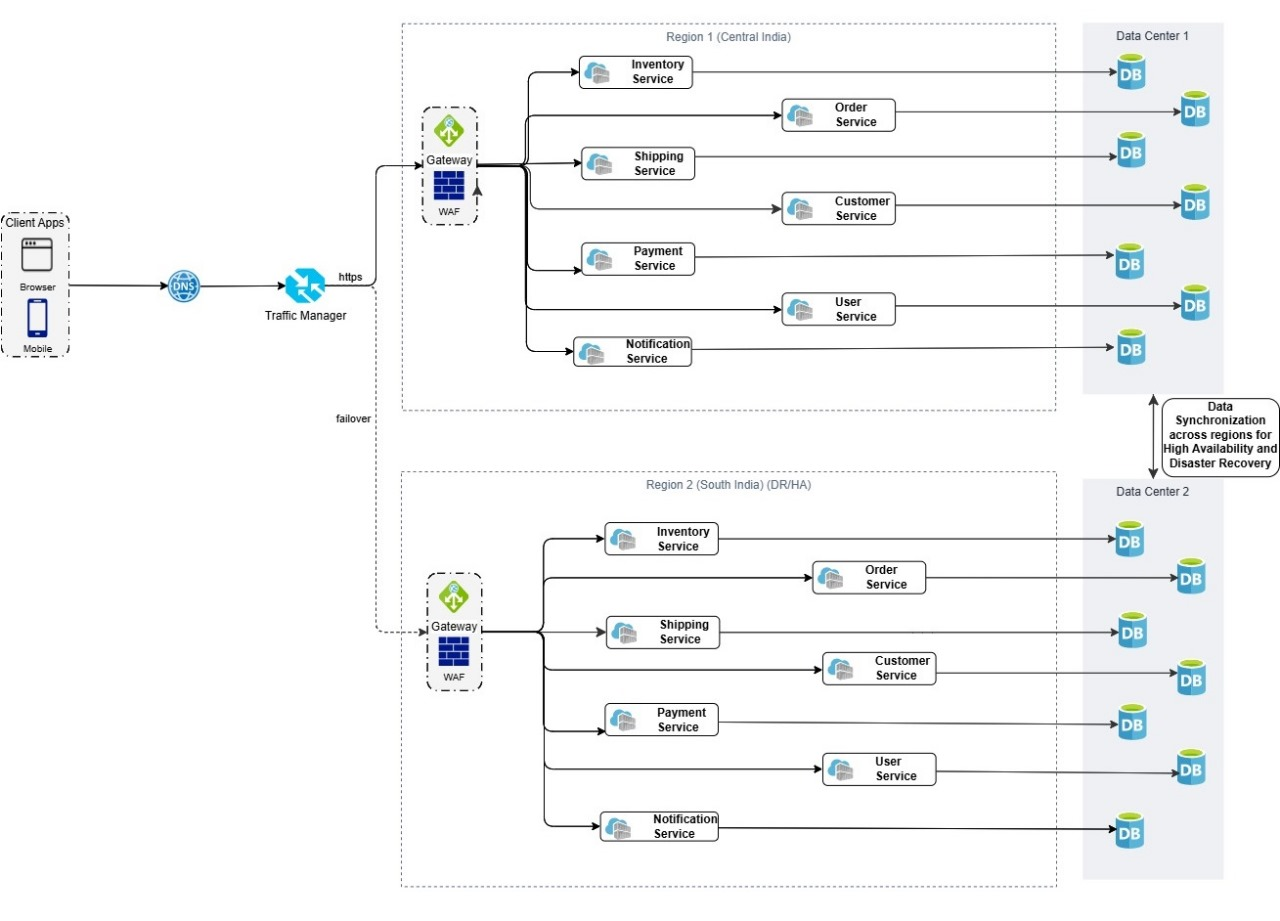 Client Apps
Browser
Mobile
DNS
Traffic Manager
https
failover
Region 1 (Central India)
Gateway
WAF
Inventory
Service
Order
Service
Shipping
Service
Customer
Service
Payment
Service
User
Service
Notification
Service
Data Center 1
DB
DB
DB
DB
DB
DB
DB
Data
Synchronization
across regions for
High Availability and
Disaster Recovery
Region 2 (South India) (DR/HA)
Gateway
WAF
Inventory
Service
Order
Service
Shipping
Service
Customer
Service
Payment
Service
User
Service
Notification
Service
Data Center 2
DB
DB
DB
DB
DB
DB
DB